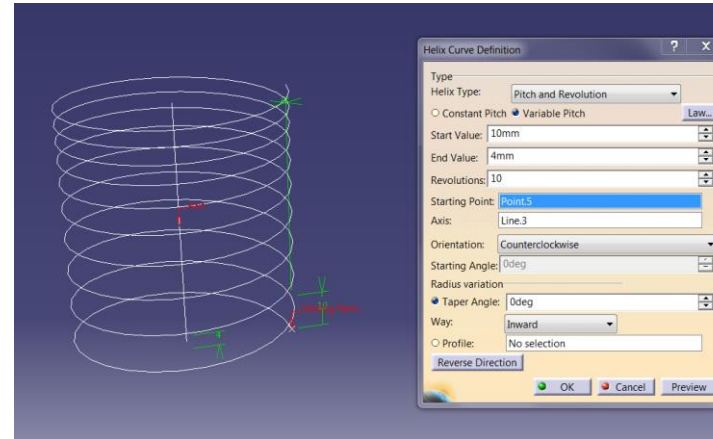 Helix Curve Definition ? X
Type
Helix Type: Pitch and Revolution
Constant Pitch Variable Pitch Law...
Start Value: 10mm
End Value: 4mm
Revolutions: 10
Starting Point: Point.5
Axis: Line.3
Orientation: Counterclockwise
Starting Angle: 0deg
Radius variation
Taper Angle: 0deg
Way: Inward
Profile: No selection
Reverse Direction
OK Cancel Preview
10